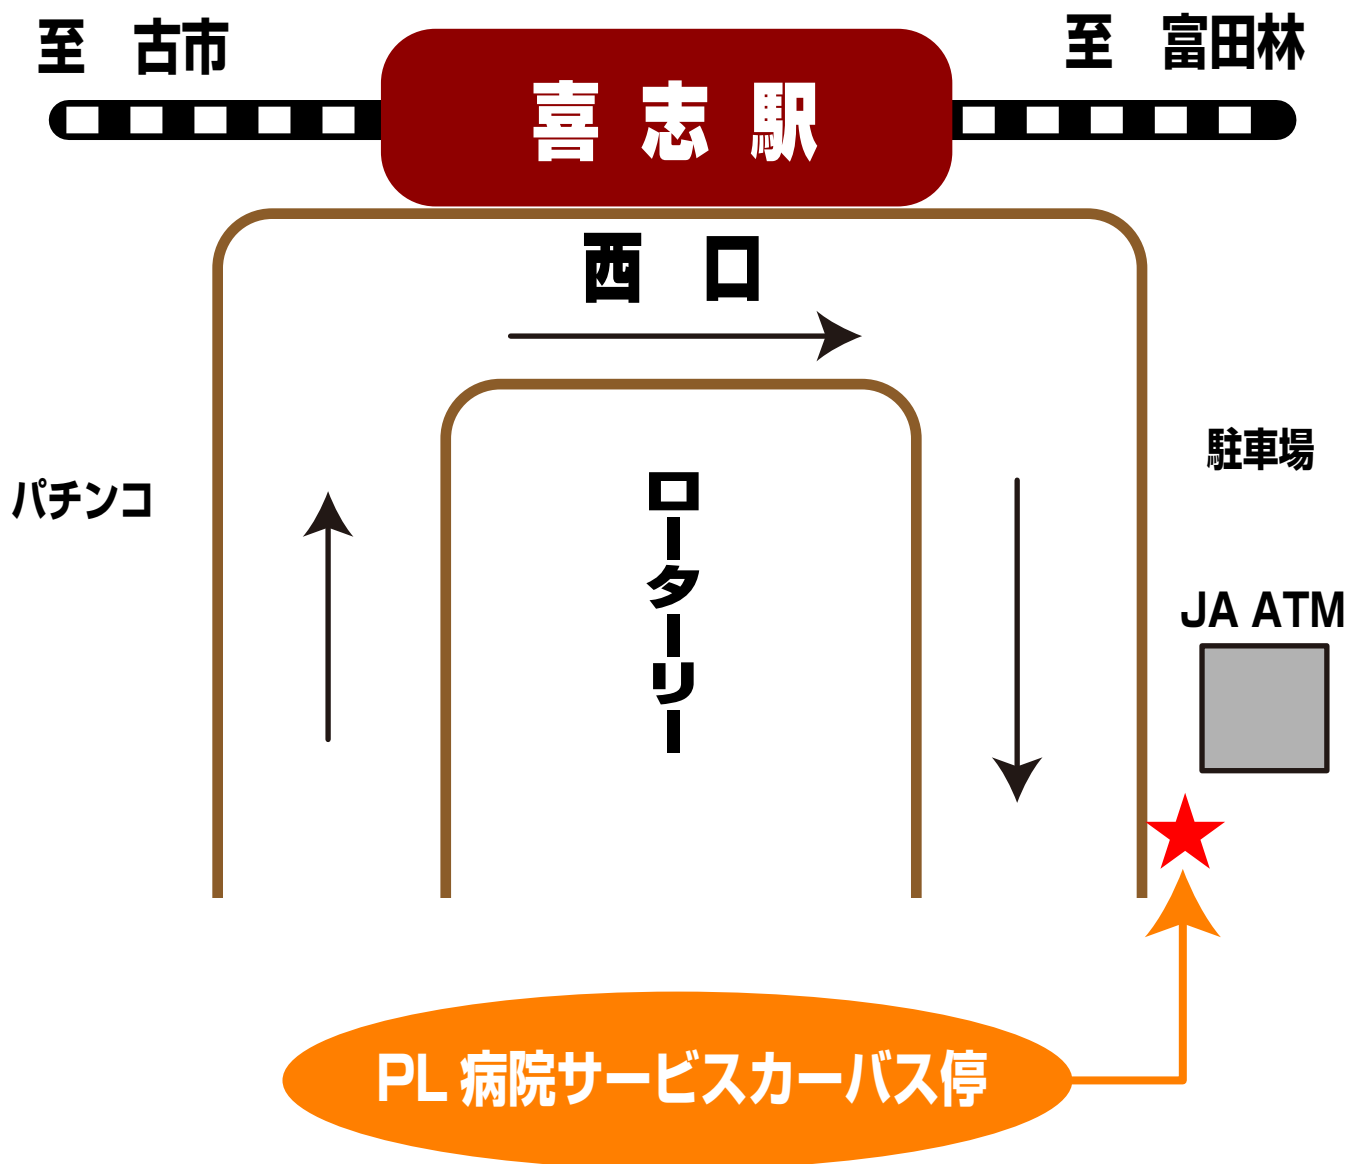 至 古市
喜志駅
至 富田林
西 口
パチンコ
ロータリー
駐車場
JA ATM
PL 病院サービスカーバス停